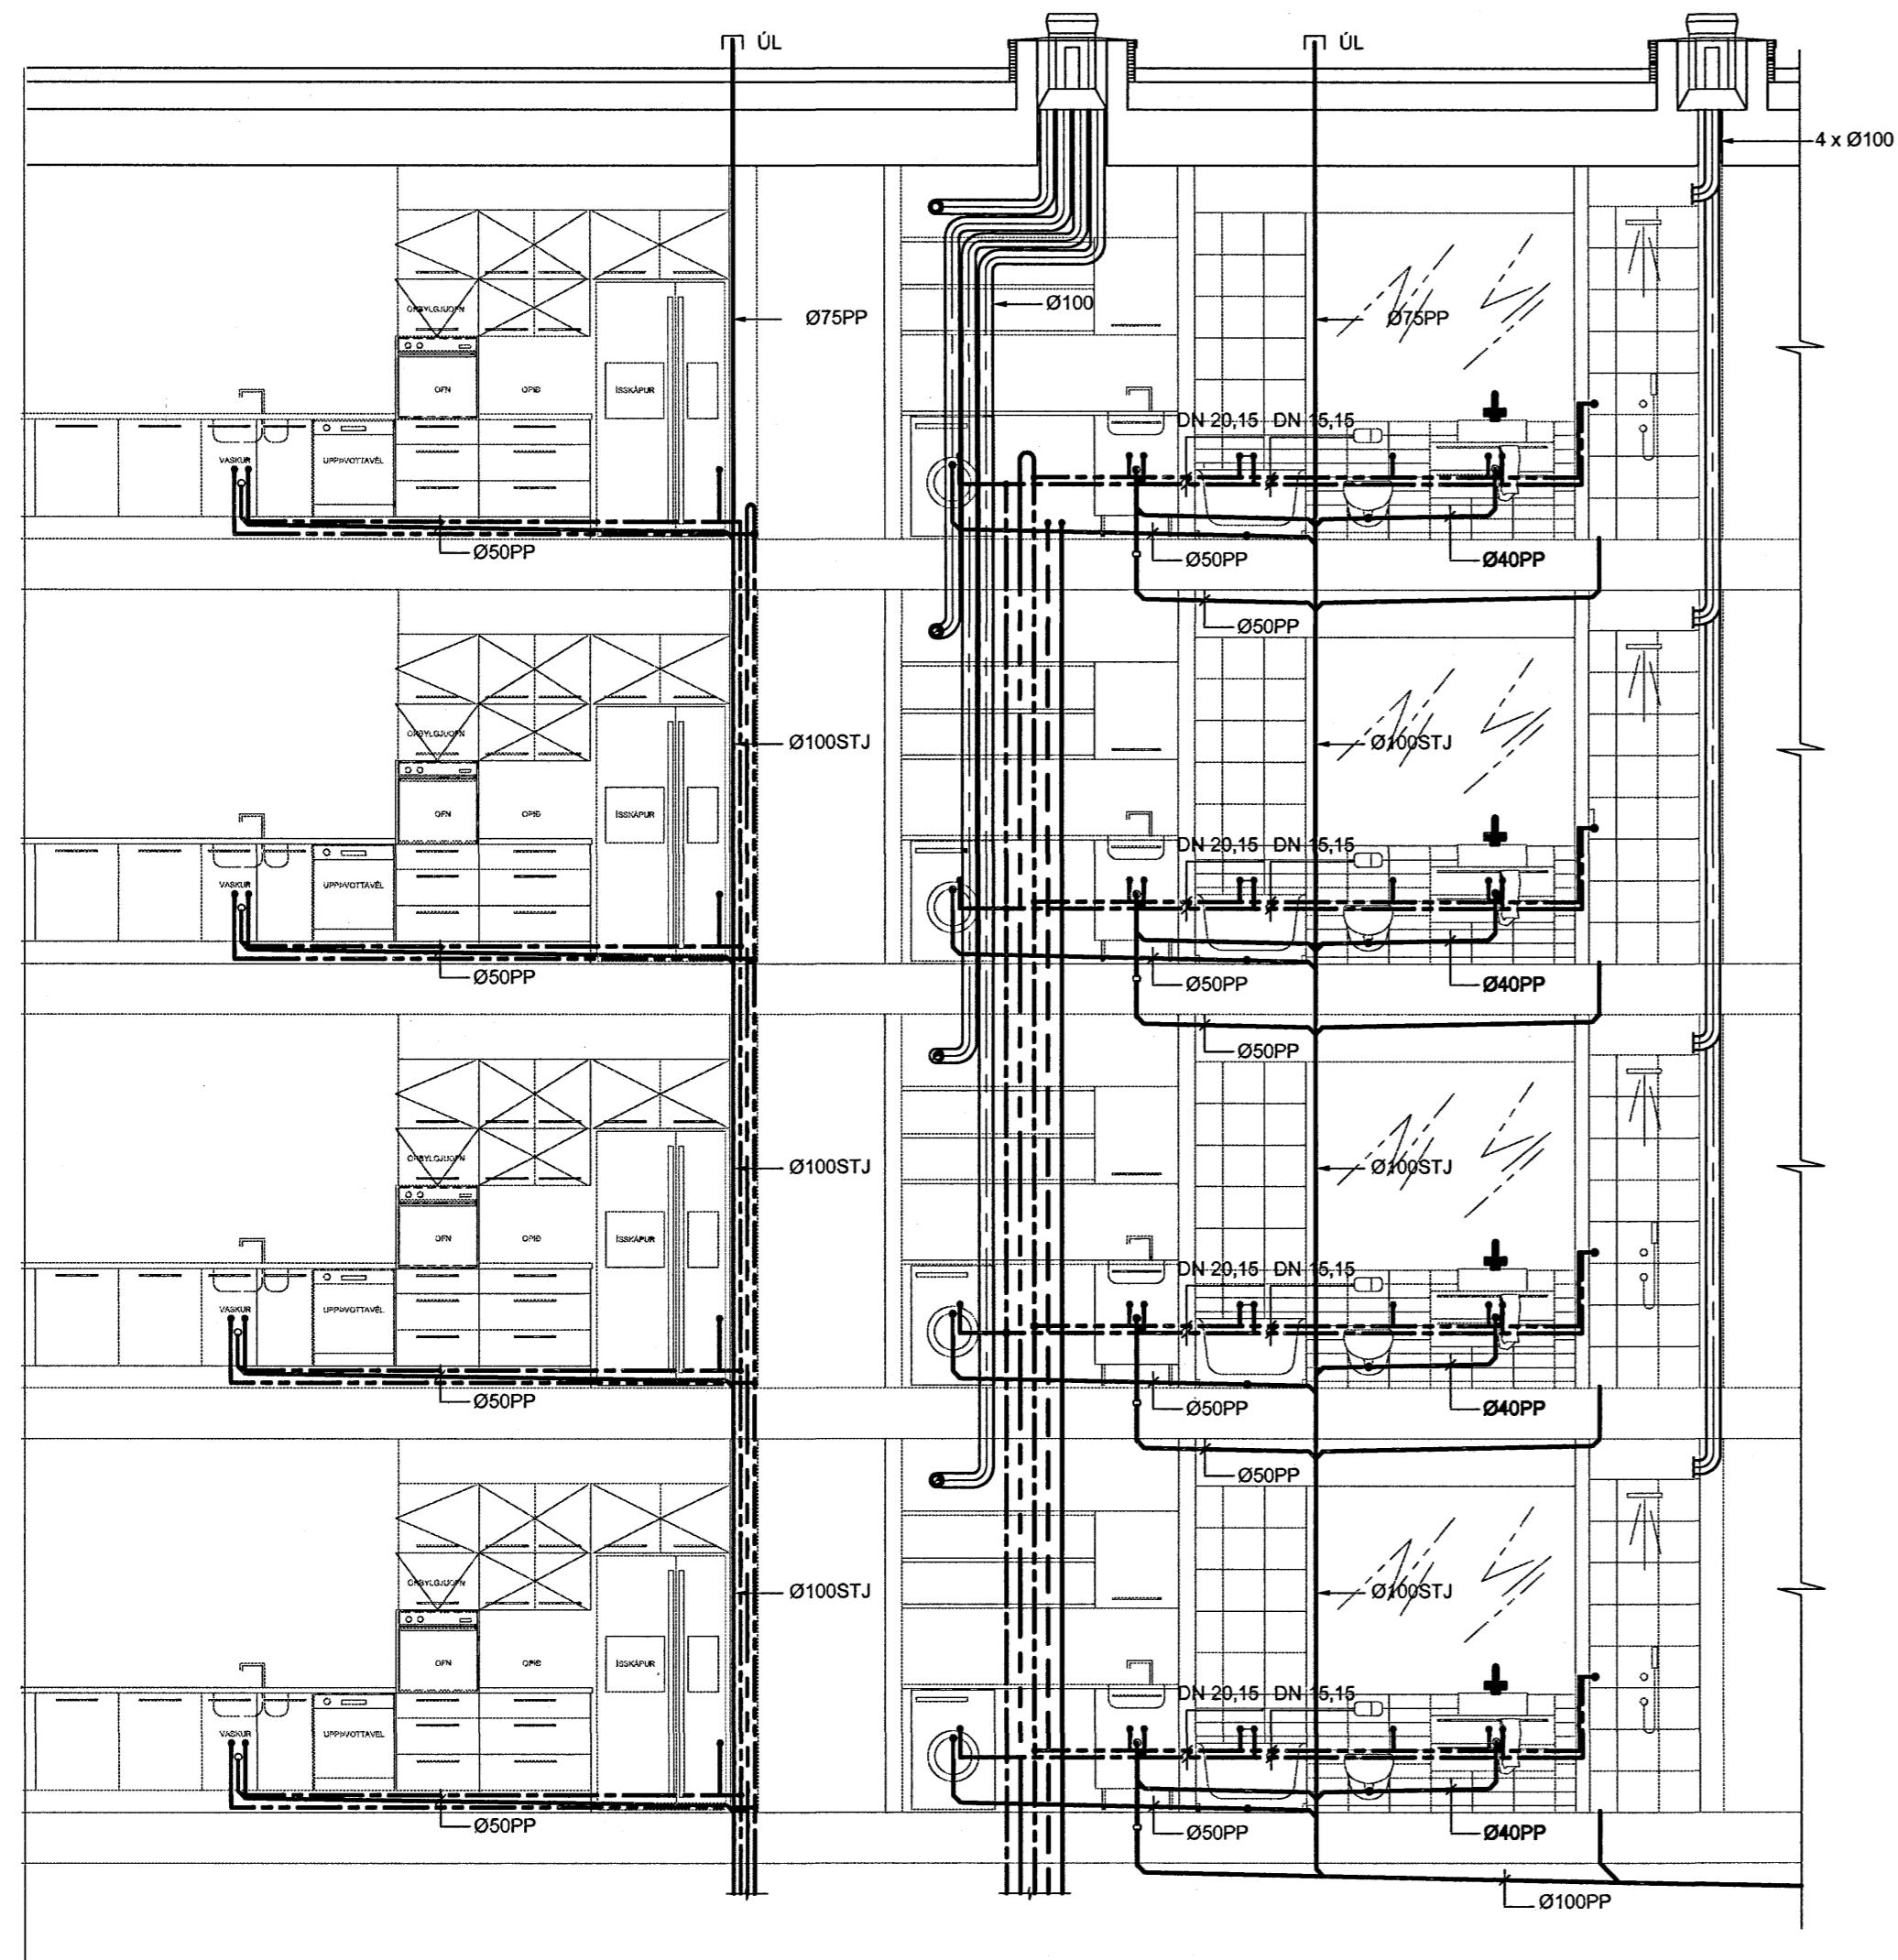 ÚL ÚL
4 x Ø100
Ø75PP Ø100 Ø75PP
ÖRBYLGJUOFN
OFN OPIÐ ÍSSKÁPUR
DN 20,15 DN 15,15
VASKUR UPPÞVOTTAVÉL
Ø50PP Ø50PP Ø40PP
Ø50PP
ÖRBYLGJUOFN Ø100STJ Ø100STJ
OFN OPIÐ ÍSSKÁPUR
DN 20,15 DN 15,15
VASKUR UPPÞVOTTAVÉL
Ø50PP Ø50PP Ø40PP
Ø50PP
ÖRBYLGJUOFN Ø100STJ Ø100STJ
OFN OPIÐ ÍSSKÁPUR
DN 20,15 DN 15,15
VASKUR UPPÞVOTTAVÉL
Ø50PP Ø50PP Ø40PP
Ø50PP
ÖRBYLGJUOFN Ø100STJ Ø100STJ
OFN OPIÐ ÍSSKÁPUR
DN 20,15 DN 15,15
VASKUR UPPÞVOTTAVÉL
Ø50PP Ø50PP Ø40PP
Ø100PP